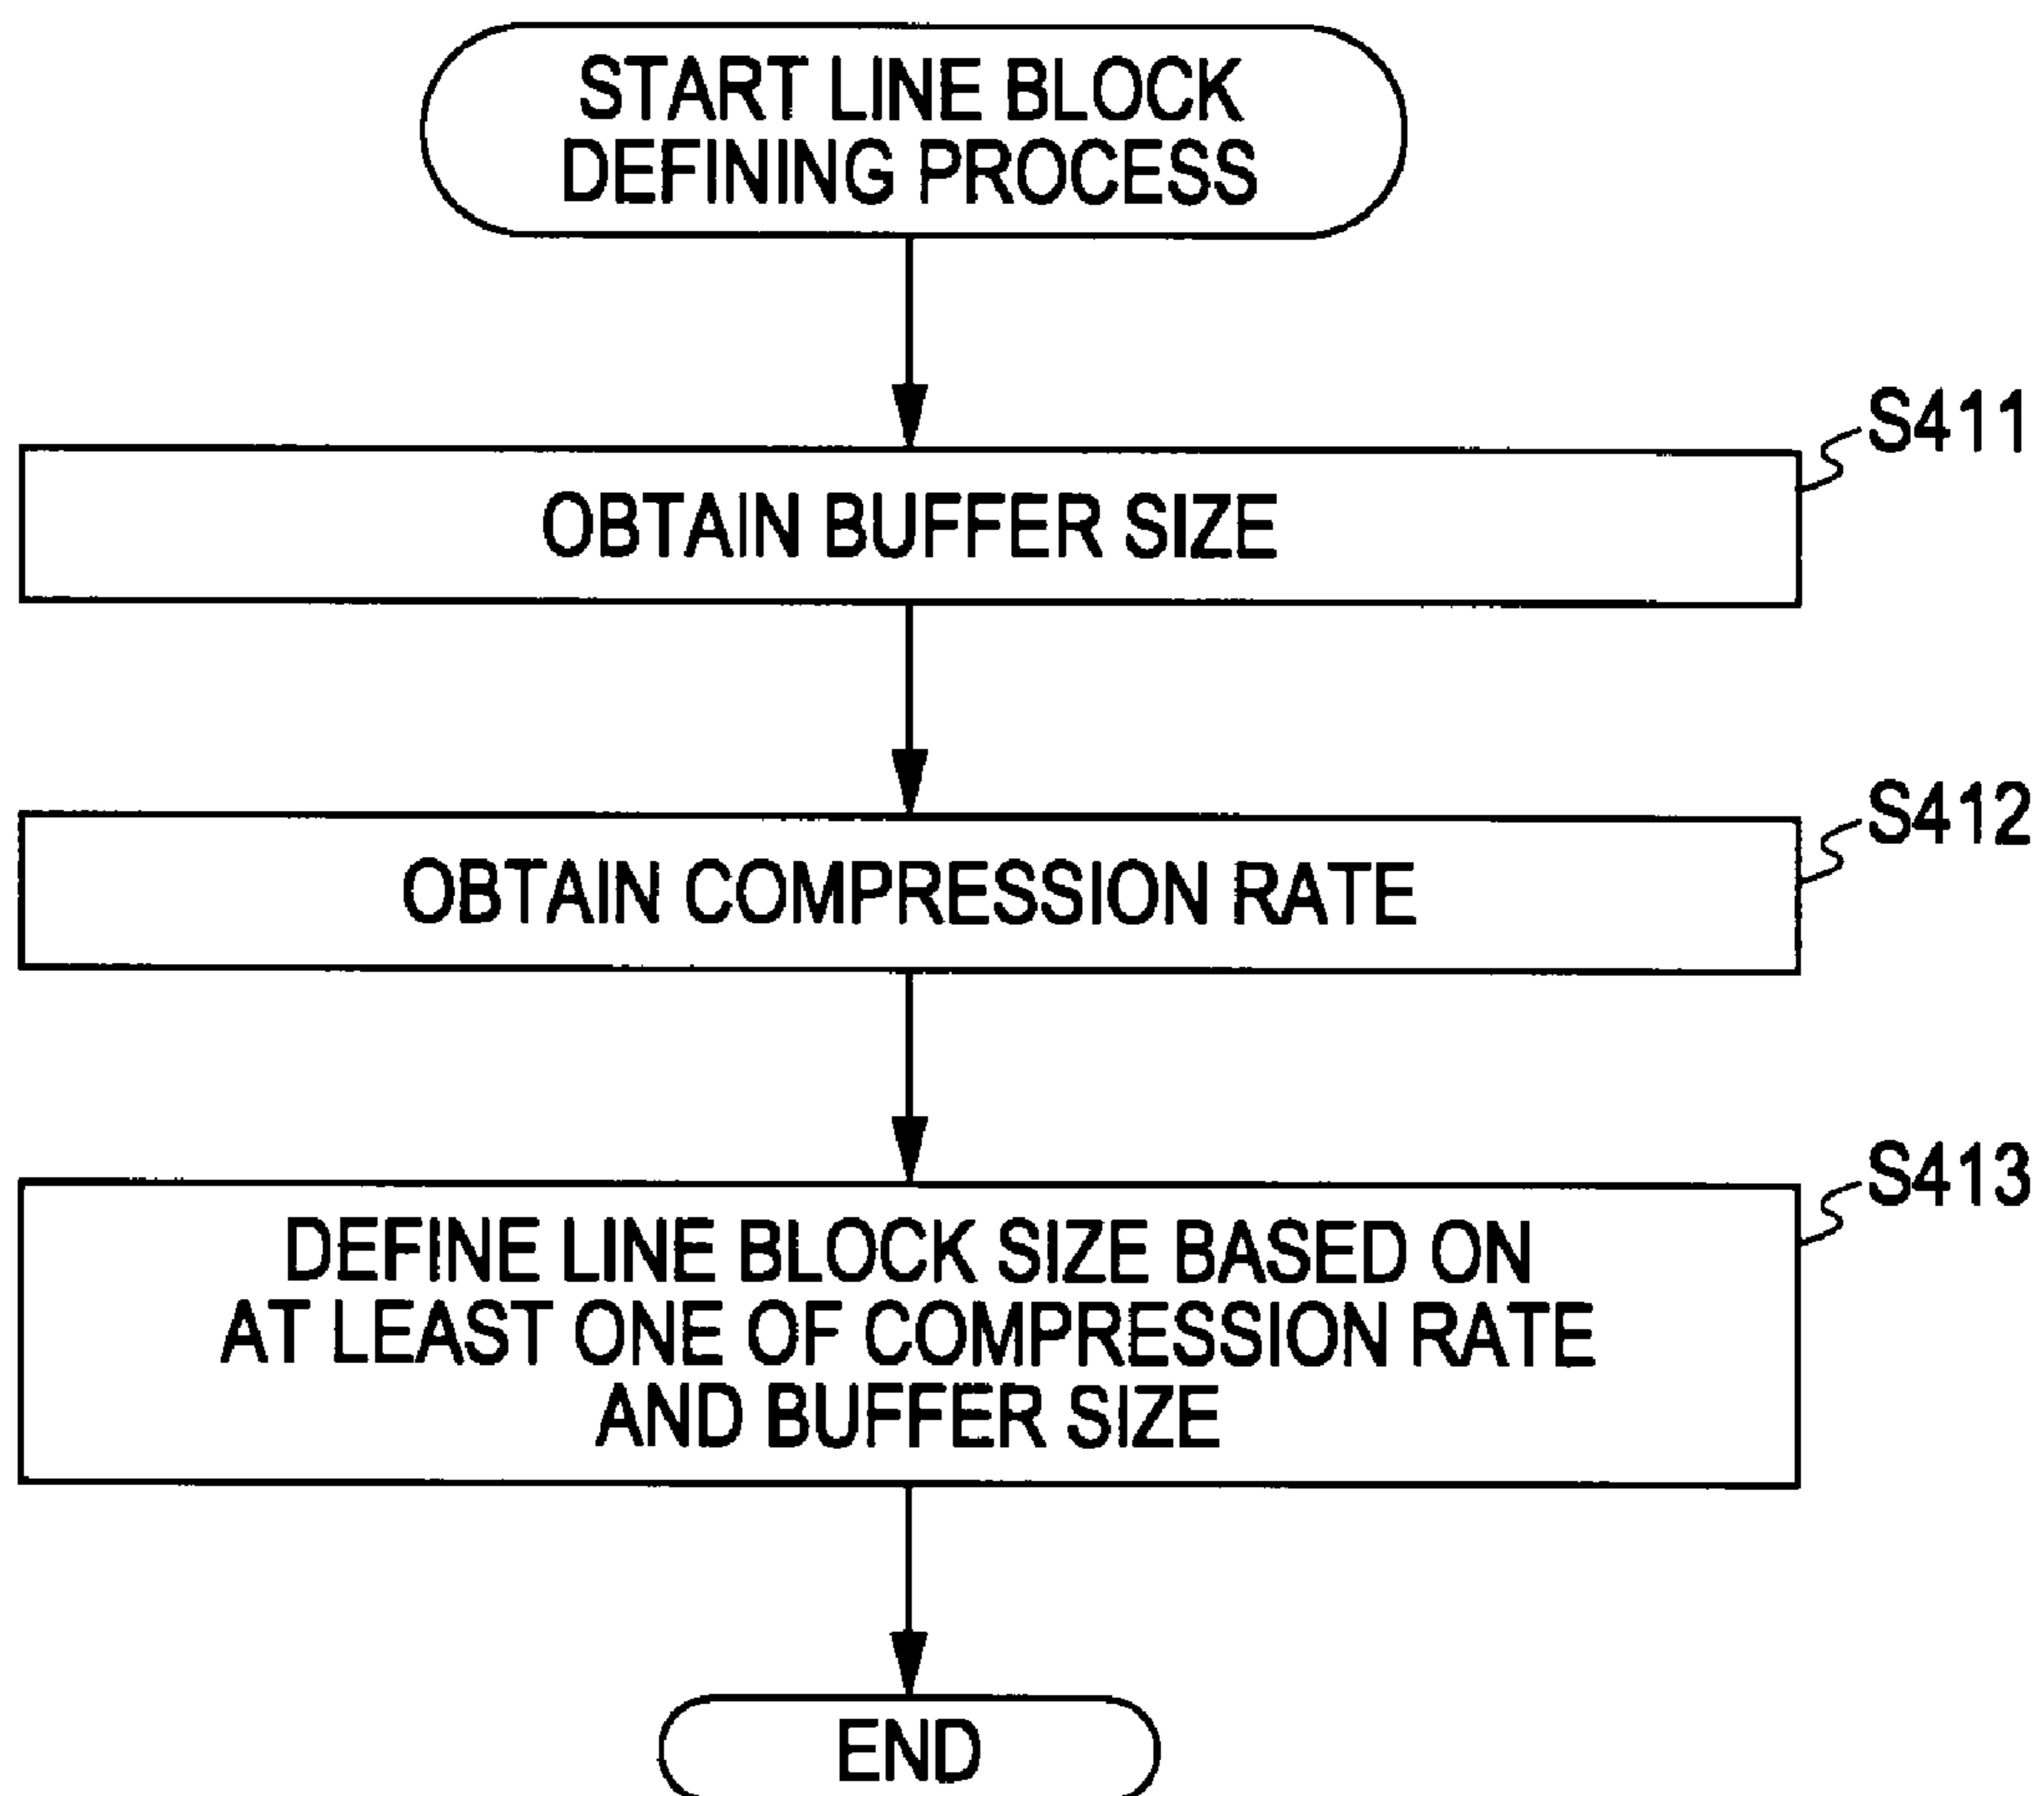 START LINE BLOCK
DEFINING PROCESS
S411
OBTAIN BUFFER SIZE
S412
OBTAIN COMPRESSION RATE
S413
DEFINE LINE BLOCK SIZE BASED ON
AT LEAST ONE OF COMPRESSION RATE
AND BUFFER SIZE
END